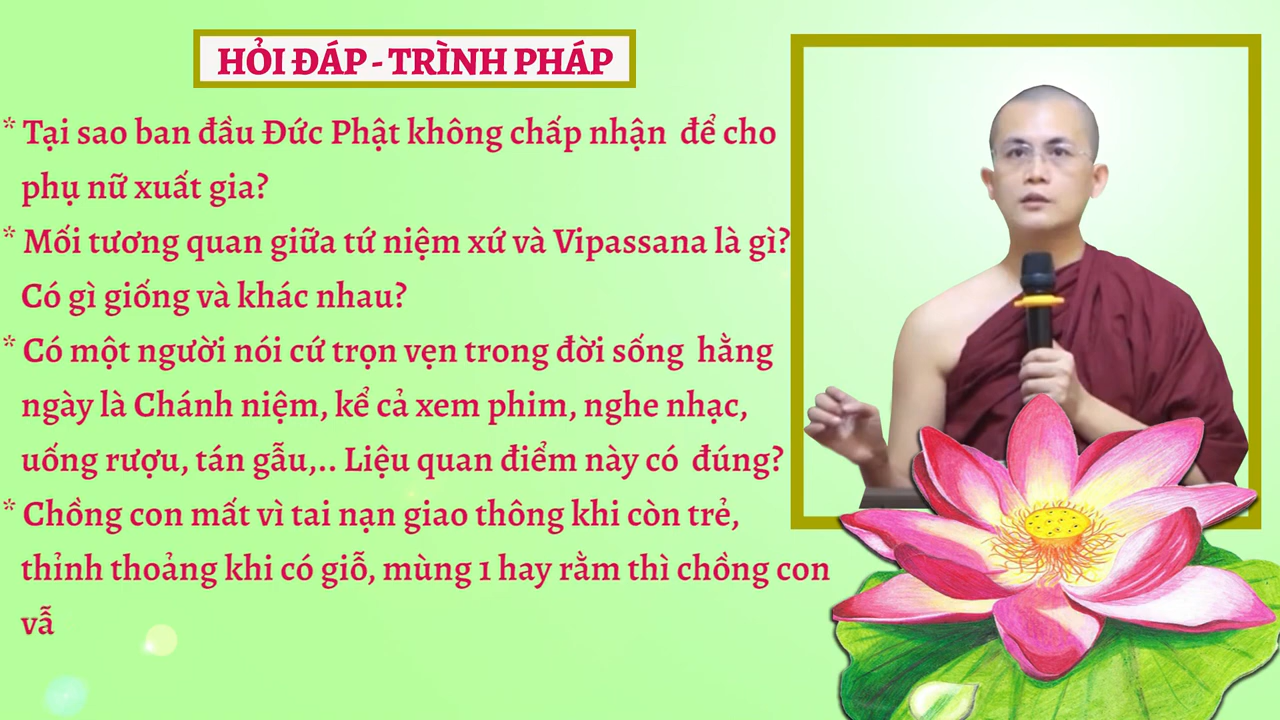 HỎI ĐÁP - TRÌNH PHÁP
* Tại sao ban đầu Đức Phật không chấp nhận để cho
phụ nữ xuất gia?
* Mối tương quan giữa tứ niệm xứ và Vipassana là gì?
Có gì giống và khác nhau?
* Có một người nói cứ trọn vẹn trong đời sống hằng
ngày là Chánh niệm, kể cả xem phim, nghe nhạc,
uống rượu, tán gẫu,.. Liệu quan điểm này có đúng?
* Chồng con mất vì tai nạn giao thông khi còn trẻ,
thỉnh thoảng khi có giỗ, mùng 1 hay rằm thì chồng con
vẫ